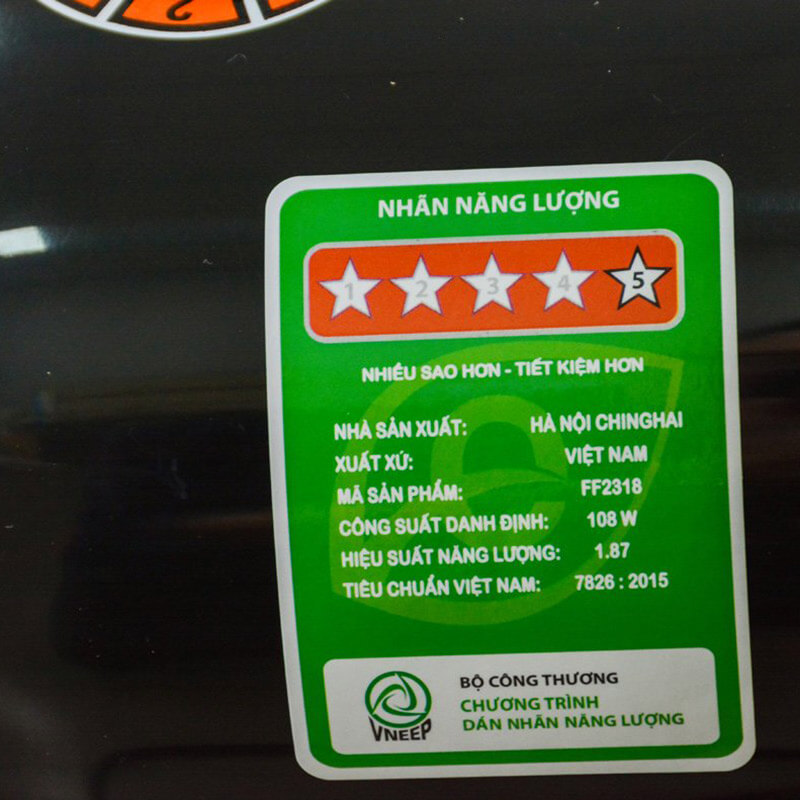 NHÃN NĂNG LƯỢNG
1 2 3 4 5
NHIỀU SAO HƠN - TIẾT KIỆM HƠN
NHÀ SẢN XUẤT: HÀ NỘI CHINGHAI
XUẤT XỨ: VIỆT NAM
MÃ SẢN PHẨM: FF2318
CÔNG SUẤT DANH ĐỊNH: 108 W
HIỆU SUẤT NĂNG LƯỢNG: 1.87
TIÊU CHUẨN VIỆT NAM: 7826 : 2015
BỘ CÔNG THƯƠNG
CHƯƠNG TRÌNH
DÁN NHÃN NĂNG LƯỢNG
VNEEP